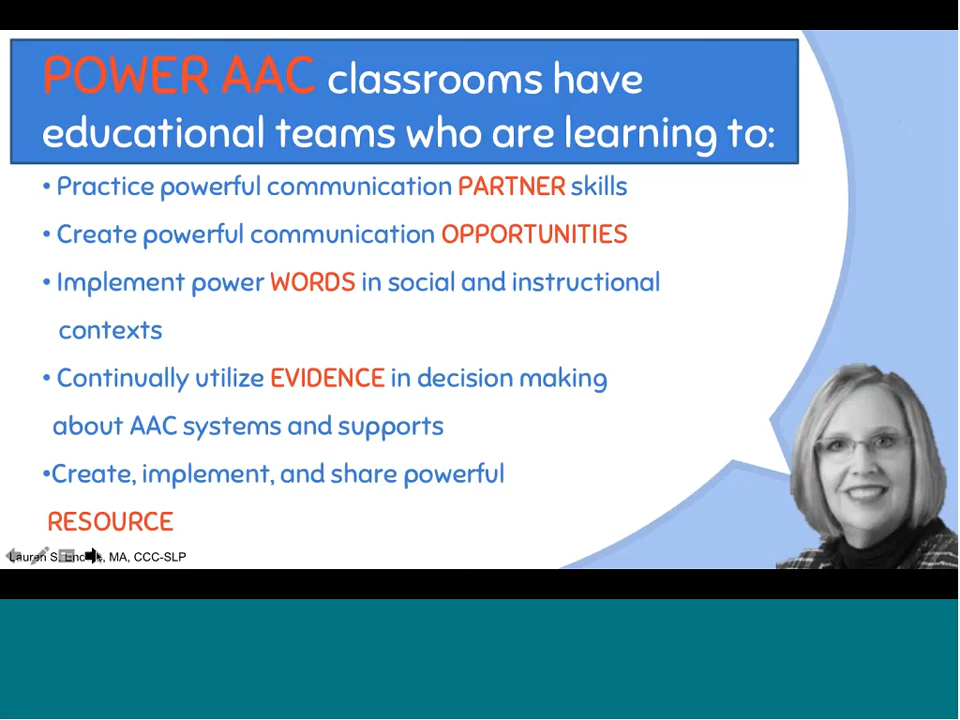 POWER AAC classrooms have
educational teams who are learning to:
• Practice powerful communication PARTNER skills
• Create powerful communication OPPORTUNITIES
• Implement power WORDS in social and instructional
contexts
• Continually utilize EVIDENCE in decision making
about AAC systems and supports
•Create, implement, and share powerful
RESOURCE
Lauren S. MA, CCC-SLP